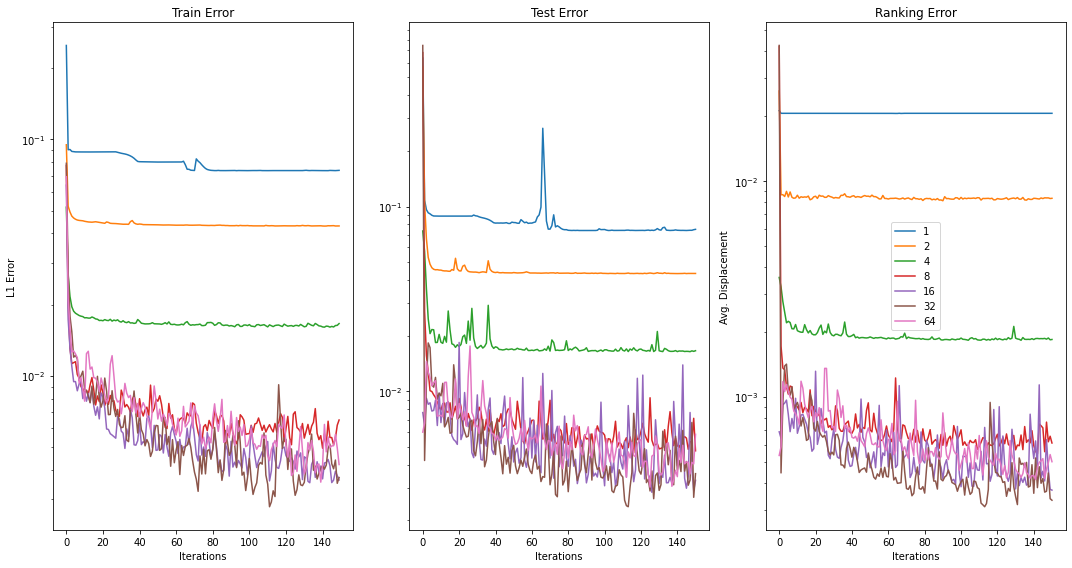 Train Error
Test Error
Ranking Error
L1 Error
10⁻¹
10⁻²
0 20 40 60 80 100 120 140
Iterations
10⁻¹
10⁻²
0 20 40 60 80 100 120 140
Iterations
Avg. Displacement
10⁻²
10⁻³
1
2
4
8
16
32
64
0 20 40 60 80 100 120 140
Iterations